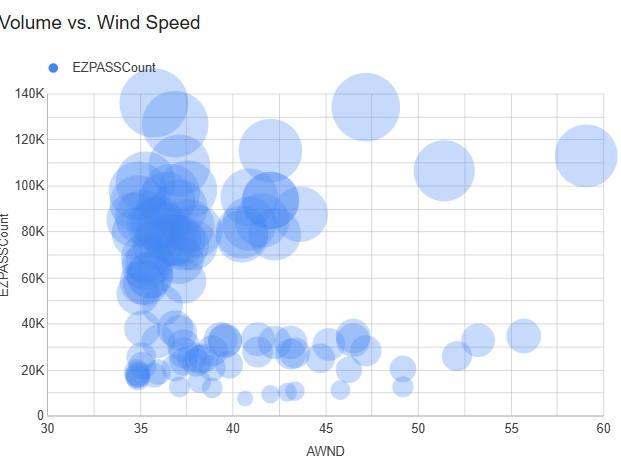 Volume vs. Wind Speed
EZPASSCount
140K
120K
100K
80K
60K
40K
20K
0
EZPASSCount
30 35 40 45 50 55 60
AWND